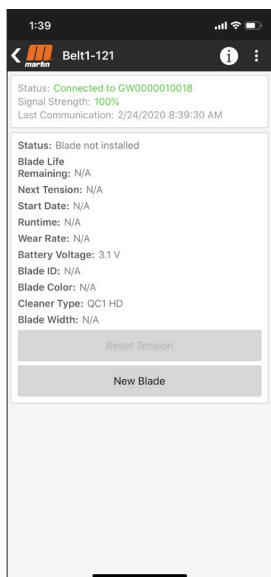 1:39
martin
Belt1-121
Status: Connected to GW0000010018
Signal Strength: 100%
Last Communication: 2/24/2020 8:39:30 AM
Status: Blade not installed
Blade Life
Remaining: N/A
Next Tension: N/A
Start Date: N/A
Runtime: N/A
Wear Rate: N/A
Battery Voltage: 3.1 V
Blade ID: N/A
Blade Color: N/A
Cleaner Type: QC1 HD
Blade Width: N/A
Reset Tension
New Blade